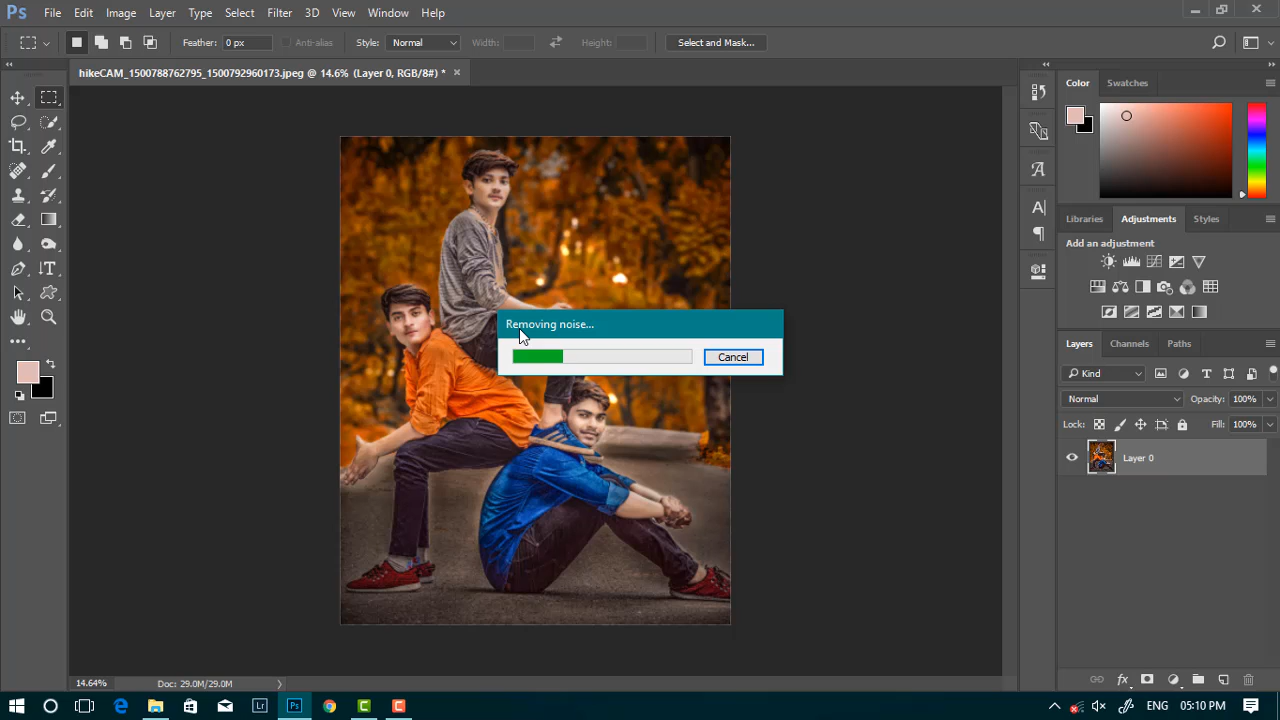 Ps File Edit Image Layer Type Select Filter 3D View Window Help
Feather: 0 px Anti-alias Style: Normal Width: Height: Select and Mask...
hikeCAM_1500788762795_1500792960173.jpeg @ 14.6% (Layer 0, RGB/8#) *
Color Swatches
Libraries Adjustments Styles
Add an adjustment
Removing noise...
Cancel
Layers Channels Paths
Kind
Normal Opacity: 100%
Lock: Fill: 100%
Layer 0
14.64% Doc: 29.0M/29.0M
Lr Ps ENG 05:10 PM